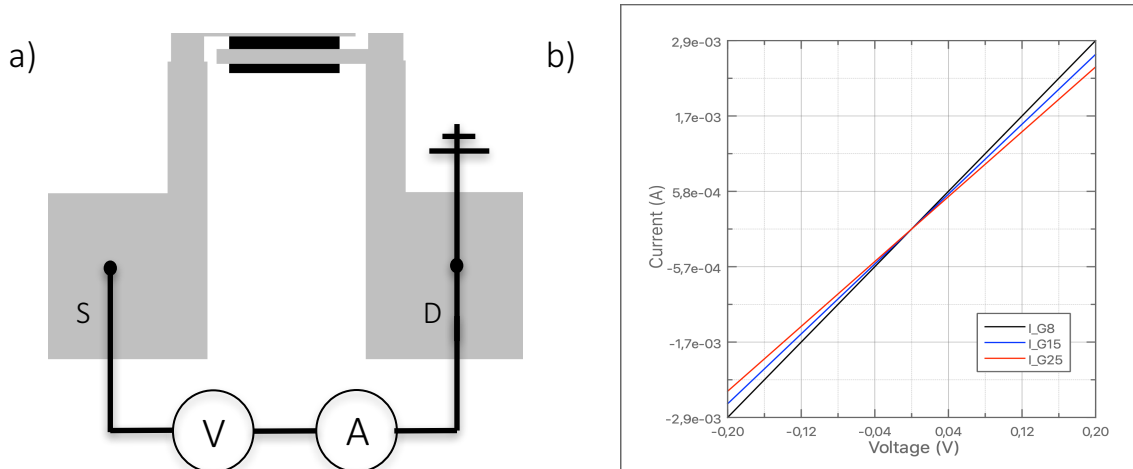 a)
S
D
V
A
b)
2,9e-03
1,7e-03
5,8e-04
-5,7e-04
-1,7e-03
-2,9e-03
Current (A)
-0,20
-0,12
-0,04
0,04
0,12
0,20
Voltage (V)
I_G8
I_G15
I_G25